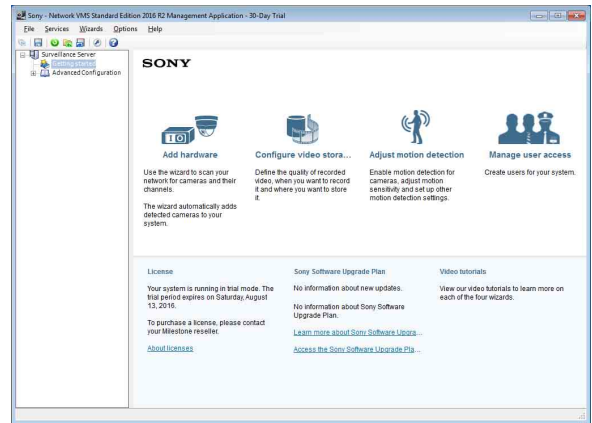 Sony - Network VMS Standard Edition 2016 R2 Management Application - 30-Day Trial
File Services Wizards Options Help
Surveillance Server
Getting started
Advanced Configuration
SONY
Add hardware
Use the wizard to scan your
network for cameras and their
channels.
The wizard automatically adds
detected cameras to your
system.
Configure video stora...
Define the quality of recorded
video, when you want to record
it and where you want to store
it.
Adjust motion detection
Enable motion detection for
cameras, adjust motion
sensitivity and set up other
motion detection settings.
Manage user access
Create users for your system.
License
Your system is running in trial mode. The
trial period expires on Saturday, August
13, 2016.
To purchase a license, please contact
your Milestone reseller.
About licenses
Sony Software Upgrade Plan
No information about new updates.
No information about Sony Software
Upgrade Plan.
Learn more about Sony Software Upgra...
Access the Sony Software Upgrade Pla...
Video tutorials
View our video tutorials to learn more on
each of the four wizards.